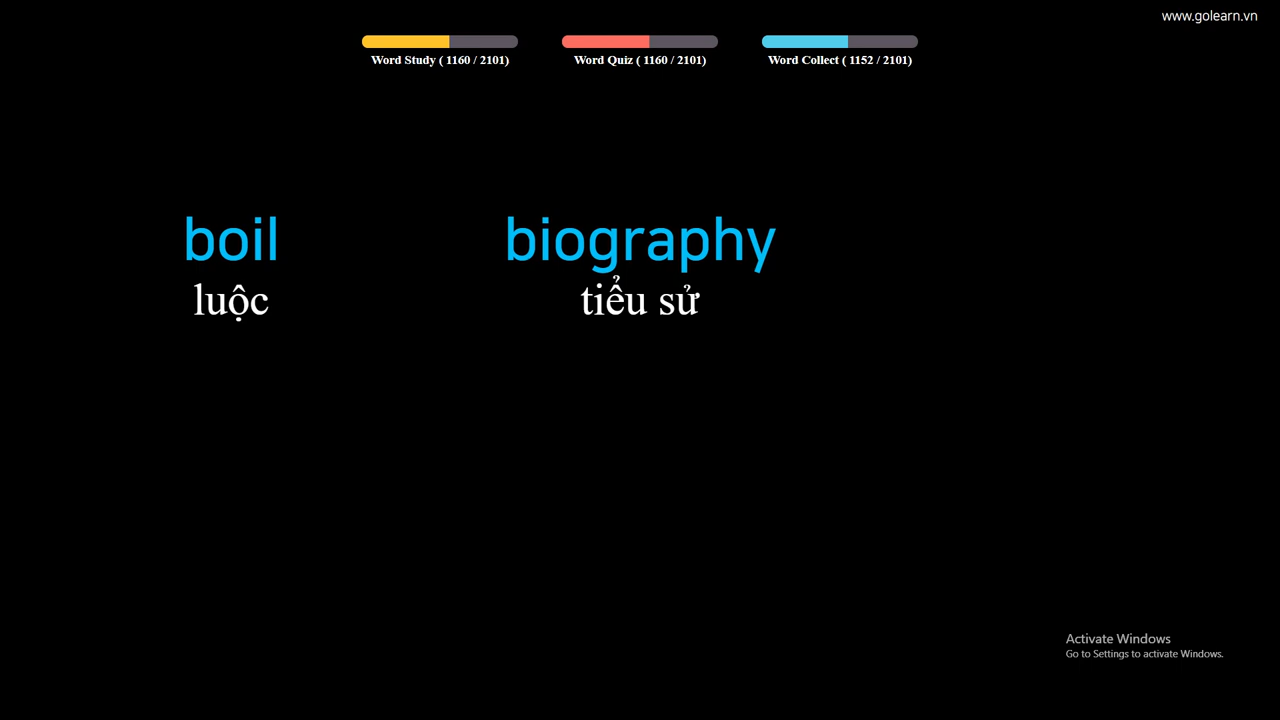 www.golearn.vn
Word Study ( 1160 / 2101)
Word Quiz ( 1160 / 2101)
Word Collect ( 1152 / 2101)
boil
luộc
biography
tiểu sử
Activate Windows
Go to Settings to activate Windows.